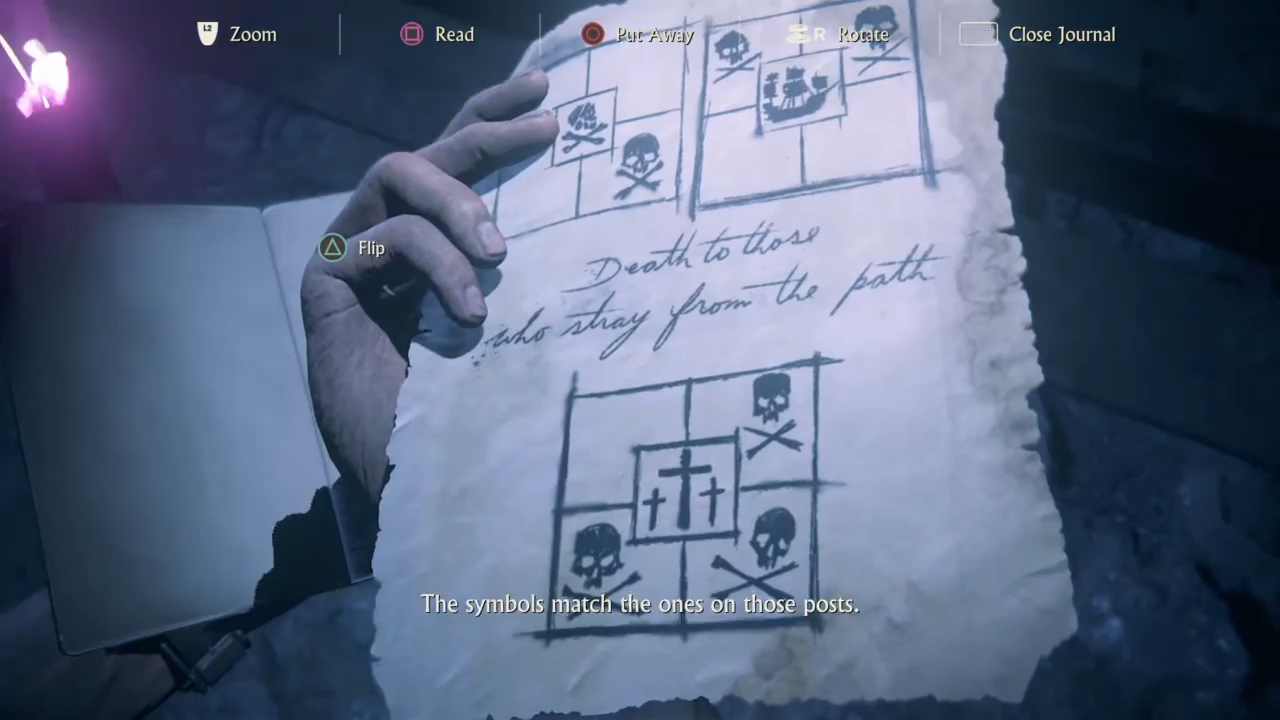 L2 Zoom
Read
Put Away
R Rotate
Close Journal
Flip
Death to those
who stray from the path
The symbols match the ones on those posts.